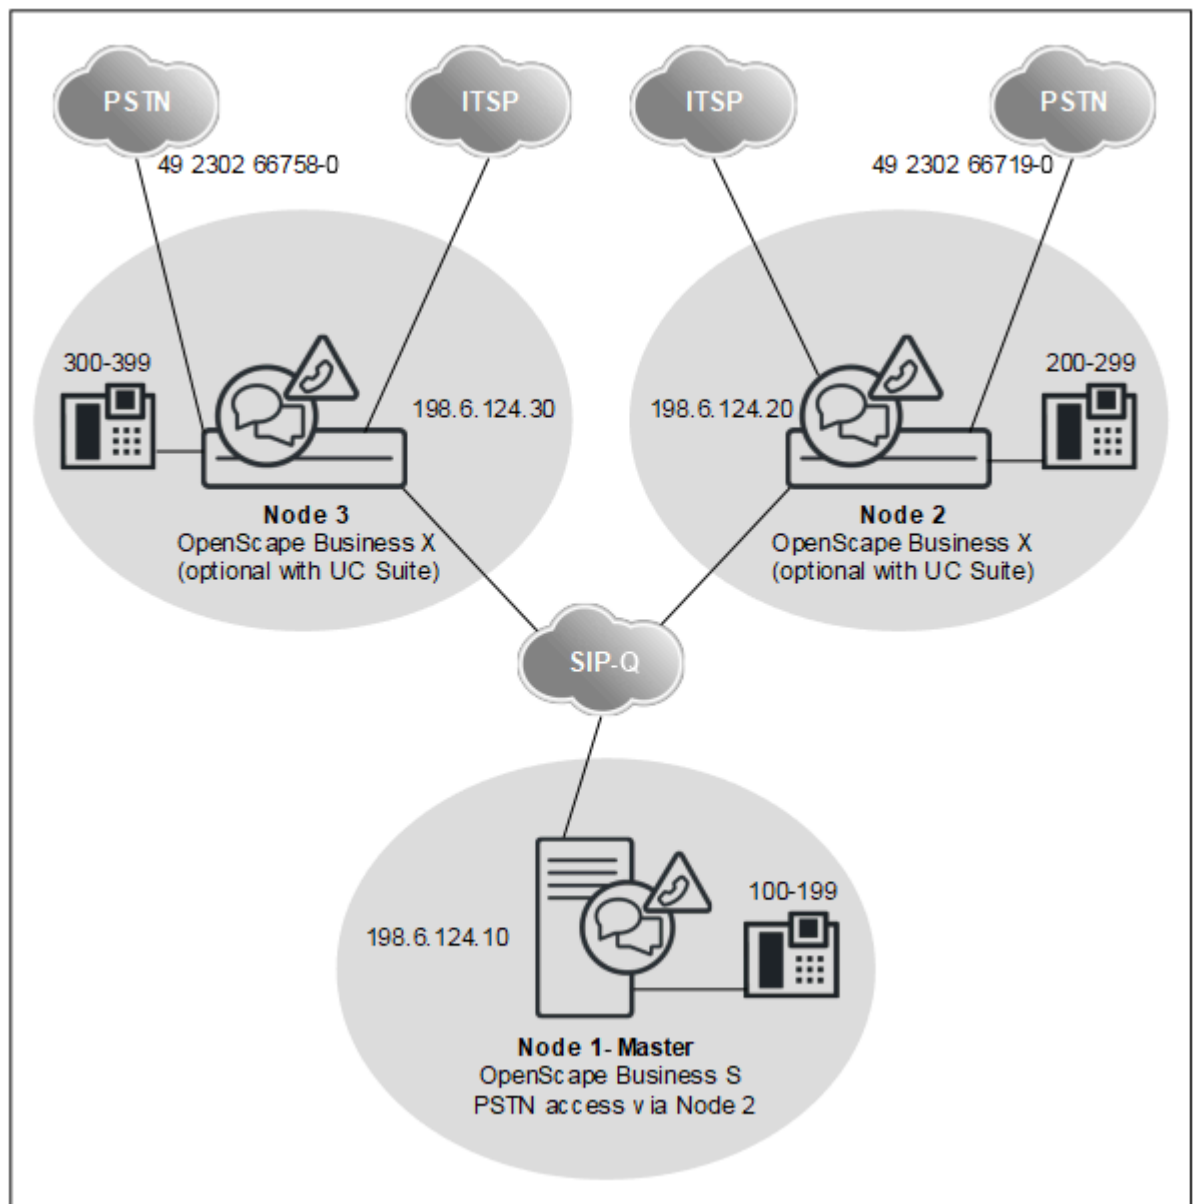 PSTN
ITSP
ITSP
PSTN
49 2302 66758-0
49 2302 66719-0
300-399
200-299
198.6.124.30
198.6.124.20
Node 3
OpenScape Business X
(optional with UC Suite)
Node 2
OpenScape Business X
(optional with UC Suite)
SIP-Q
100-199
198.6.124.10
Node 1- Master
OpenScape Business S
PSTN access via Node 2